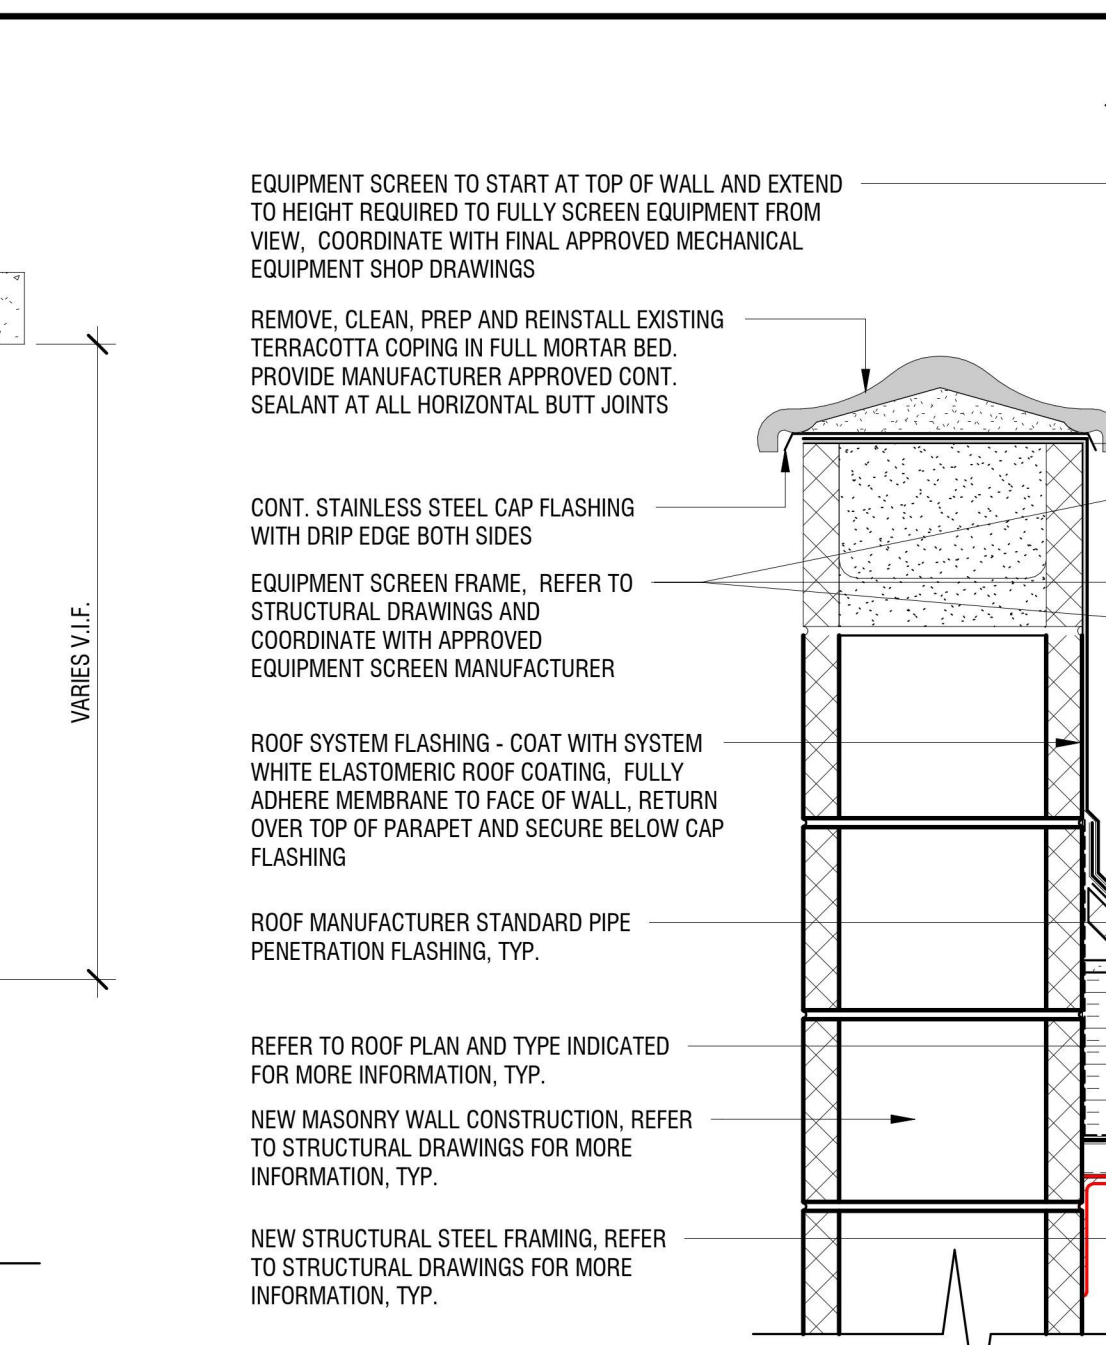 EQUIPMENT SCREEN TO START AT TOP OF WALL AND EXTEND
TO HEIGHT REQUIRED TO FULLY SCREEN EQUIPMENT FROM
VIEW, COORDINATE WITH FINAL APPROVED MECHANICAL
EQUIPMENT SHOP DRAWINGS
REMOVE, CLEAN, PREP AND REINSTALL EXISTING
TERRACOTTA COPING IN FULL MORTAR BED.
PROVIDE MANUFACTURER APPROVED CONT.
SEALANT AT ALL HORIZONTAL BUTT JOINTS
CONT. STAINLESS STEEL CAP FLASHING
WITH DRIP EDGE BOTH SIDES
EQUIPMENT SCREEN FRAME, REFER TO
STRUCTURAL DRAWINGS AND
COORDINATE WITH APPROVED
EQUIPMENT SCREEN MANUFACTURER
VARIES V.I.F.
ROOF SYSTEM FLASHING - COAT WITH SYSTEM
WHITE ELASTOMERIC ROOF COATING, FULLY
ADHERE MEMBRANE TO FACE OF WALL, RETURN
OVER TOP OF PARAPET AND SECURE BELOW CAP
FLASHING
ROOF MANUFACTURER STANDARD PIPE
PENETRATION FLASHING, TYP.
REFER TO ROOF PLAN AND TYPE INDICATED
FOR MORE INFORMATION, TYP.
NEW MASONRY WALL CONSTRUCTION, REFER
TO STRUCTURAL DRAWINGS FOR MORE
INFORMATION, TYP.
NEW STRUCTURAL STEEL FRAMING, REFER
TO STRUCTURAL DRAWINGS FOR MORE
INFORMATION, TYP.